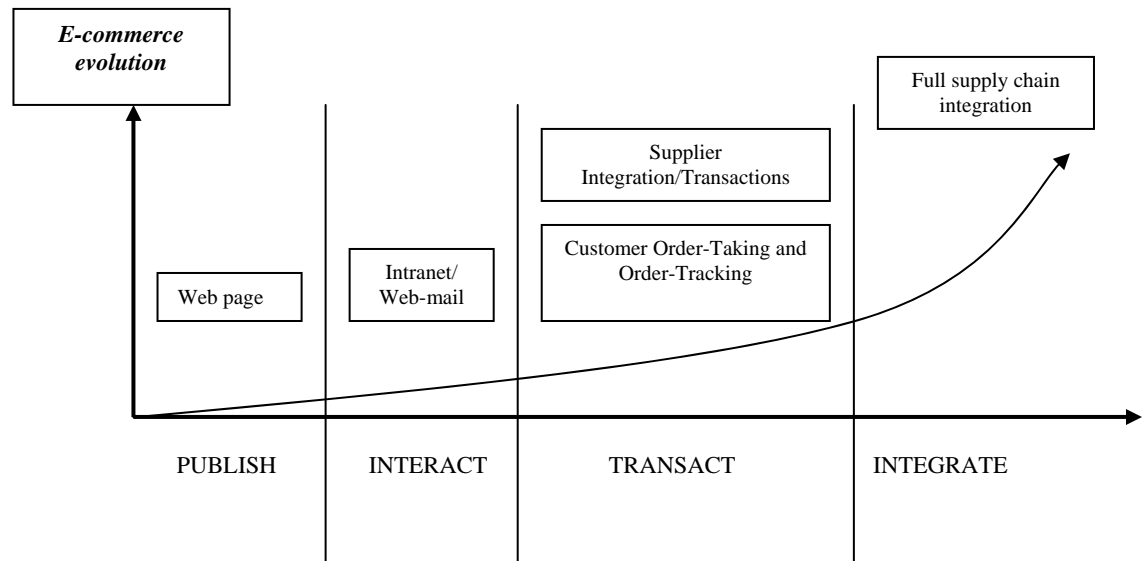 E-commerce
evolution
Full supply chain
integration
Supplier
Integration/Transactions
Customer Order-Taking and
Order-Tracking
Intranet/
Web-mail
Web page
PUBLISH
INTERACT
TRANSACT
INTEGRATE